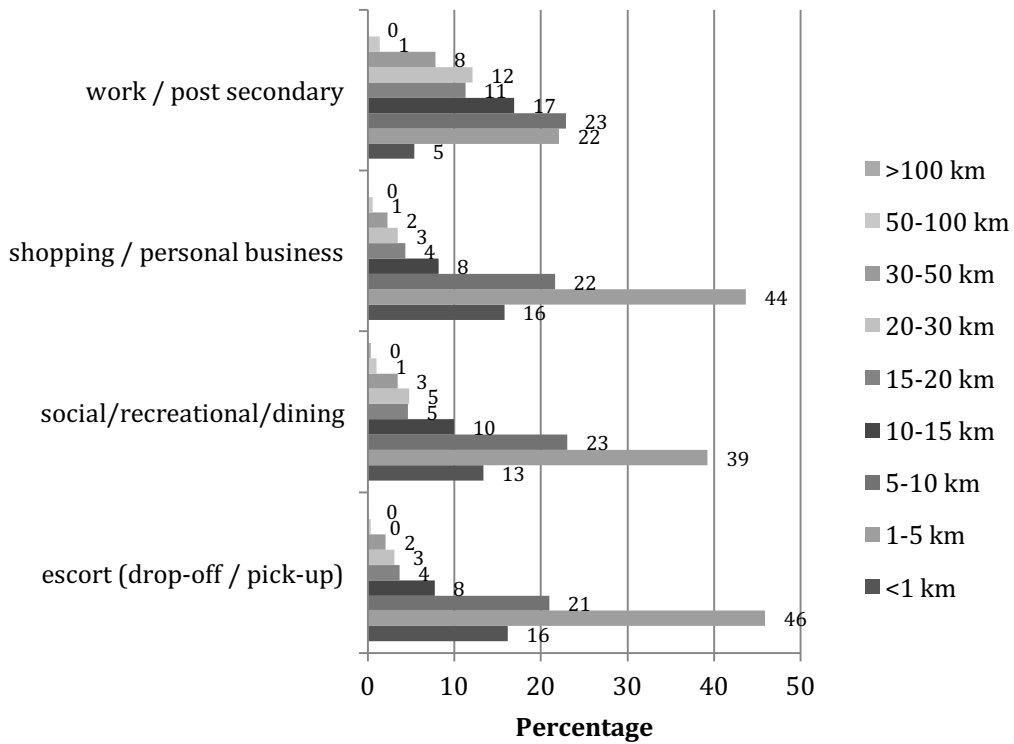 0
1
8
12
work / post secondary
11
17
23
22
5
0
1
2
3
shopping / personal business
4
8
22
44
16
0
1
3
5
social/recreational/dining
5
10
23
39
13
0
0
2
3
escort (drop-off / pick-up)
4
8
21
46
16
0 10 20 30 40 50
Percentage
>100 km
50-100 km
30-50 km
20-30 km
15-20 km
10-15 km
5-10 km
1-5 km
<1 km